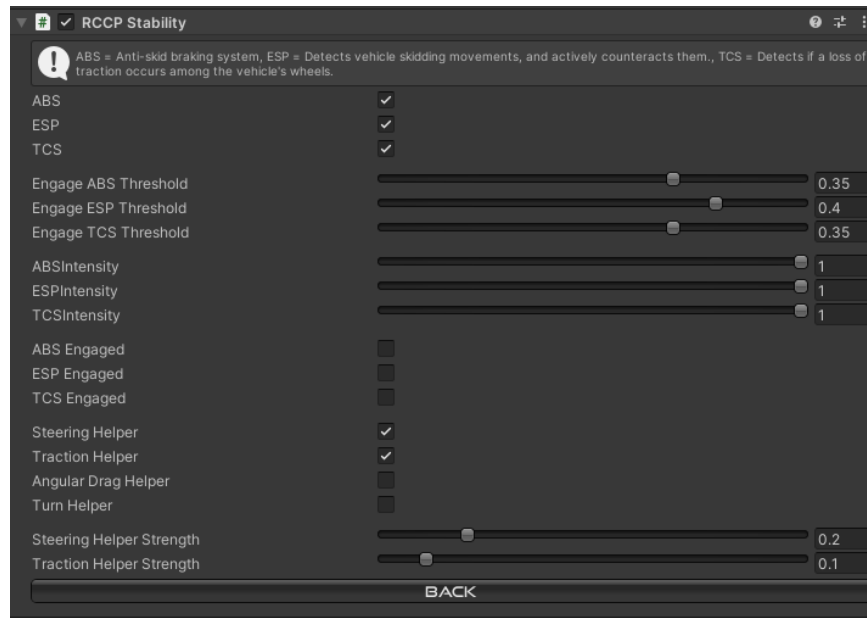 # RCCP Stability
ABS = Anti-skid braking system, ESP = Detects vehicle skidding movements, and actively counteracts them., TCS = Detects if a loss of
traction occurs among the vehicle's wheels.
ABS
ESP
TCS
Engage ABS Threshold 0.35
Engage ESP Threshold 0.4
Engage TCS Threshold 0.35
ABSIntensity 1
ESPIntensity 1
TCSIntensity 1
ABS Engaged
ESP Engaged
TCS Engaged
Steering Helper
Traction Helper
Angular Drag Helper
Turn Helper
Steering Helper Strength 0.2
Traction Helper Strength 0.1
BACK